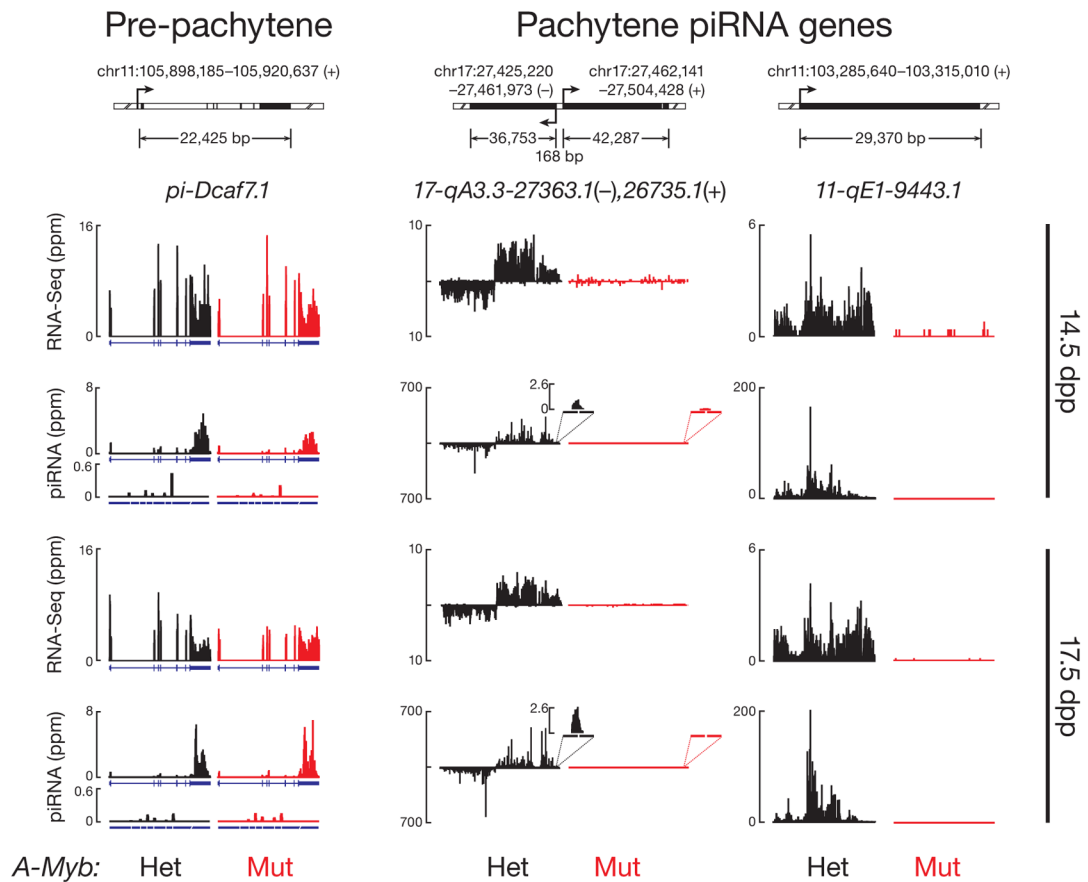 Pre-pachytene
Pachytene piRNA genes
chr11:105,898,185–105,920,637 (+)
chr17:27,425,220
–27,461,973 (–)
chr17:27,462,141
–27,504,428 (+)
chr11:103,285,640–103,315,010 (+)
22,425 bp
36,753
42,287
168 bp
29,370 bp
pi-Dcaf7.1
17-qA3.3-27363.1(–),26735.1(+)
11-qE1-9443.1
RNA-Seq (ppm)
16
0
10
10
6
0
14.5 dpp
piRNA (ppm)
8
0
0.6
0
700
700
2.6
0
200
0
RNA-Seq (ppm)
16
0
10
10
6
0
17.5 dpp
piRNA (ppm)
8
0
0.6
0
700
700
2.6
200
0
A-Myb:
Het
Mut
Het
Mut
Het
Mut